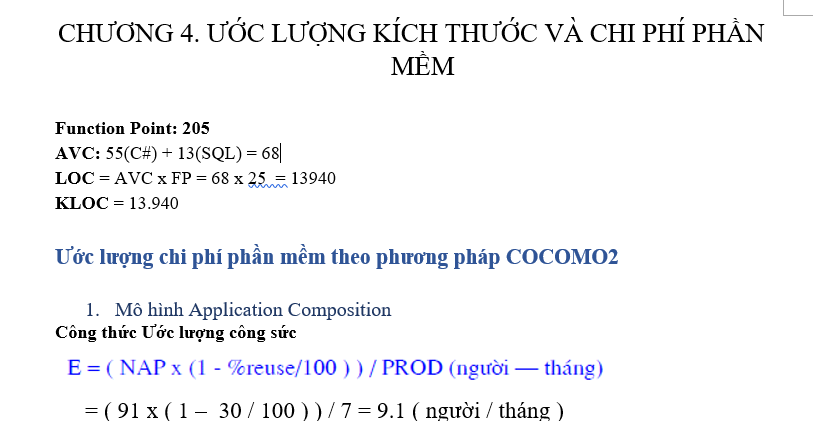 CHƯƠNG 4. ƯỚC LƯỢNG KÍCH THƯỚC VÀ CHI PHÍ PHẦN
MỀM
Function Point: 205
AVC: 55(C#) + 13(SQL) = 68
LOC = AVC x FP = 68 x 25 = 13940
KLOC = 13.940
Ước lượng chi phí phần mềm theo phương pháp COCOMO2
1. Mô hình Application Composition
Công thức Ước lượng công sức
E = ( NAP x (1 - %reuse/100 ) ) / PROD (người — tháng)
= ( 91 x ( 1 – 30 / 100 ) ) / 7 = 9.1 ( người / tháng )